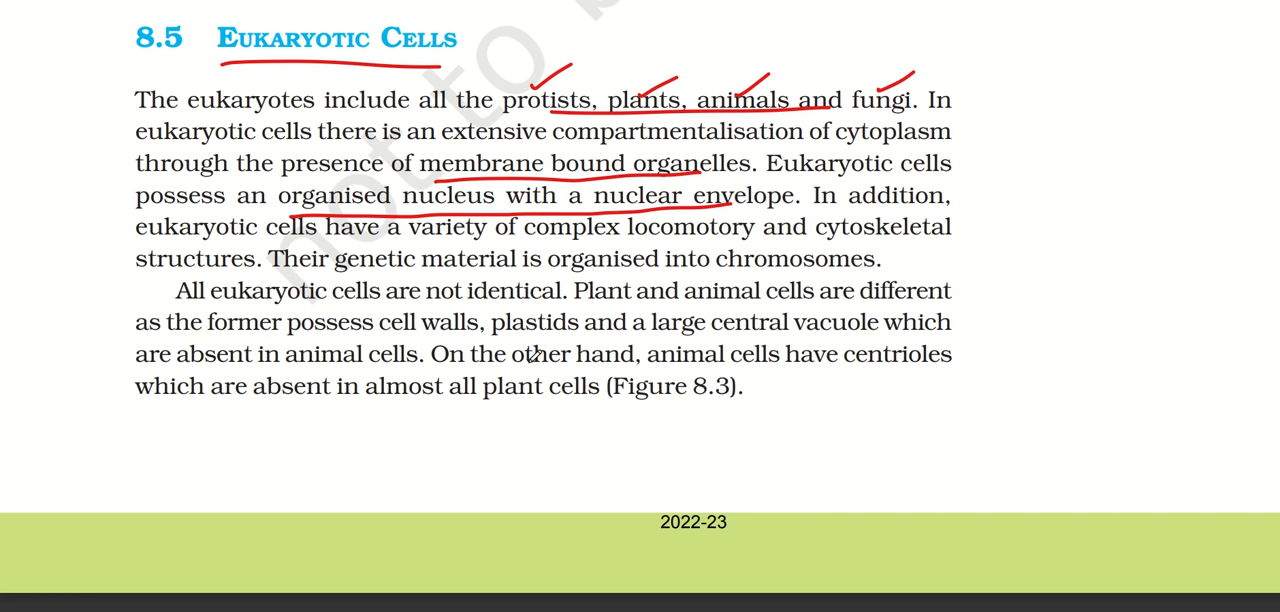 8.5 EUKARYOTIC CELLS
The eukaryotes include all the protists, plants, animals and fungi. In
eukaryotic cells there is an extensive compartmentalisation of cytoplasm
through the presence of membrane bound organelles. Eukaryotic cells
possess an organised nucleus with a nuclear envelope. In addition,
eukaryotic cells have a variety of complex locomotory and cytoskeletal
structures. Their genetic material is organised into chromosomes.
All eukaryotic cells are not identical. Plant and animal cells are different
as the former possess cell walls, plastids and a large central vacuole which
are absent in animal cells. On the other hand, animal cells have centrioles
which are absent in almost all plant cells (Figure 8.3).
not to b
2022-23